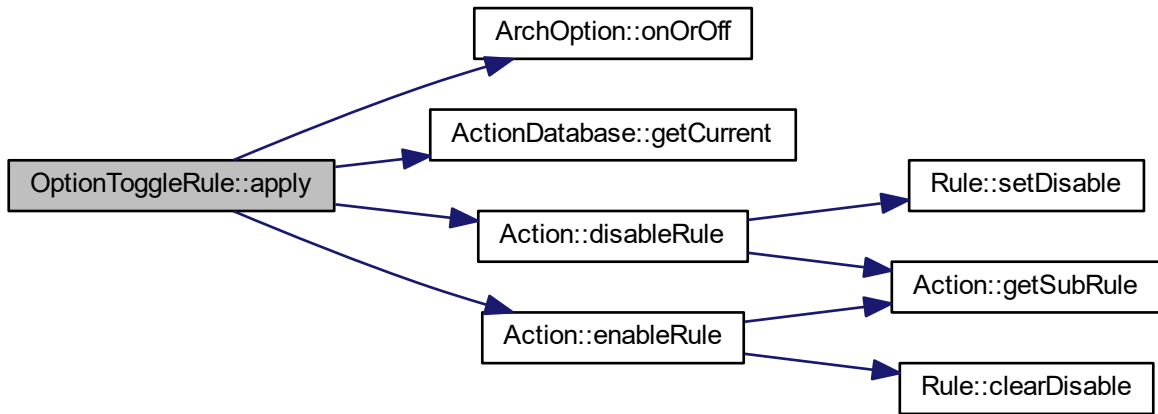 ArchOption::onOrOff
ActionDatabase::getCurrent
OptionToggleRule::apply
Rule::setDisable
Action::disableRule
Action::getSubRule
Action::enableRule
Rule::clearDisable